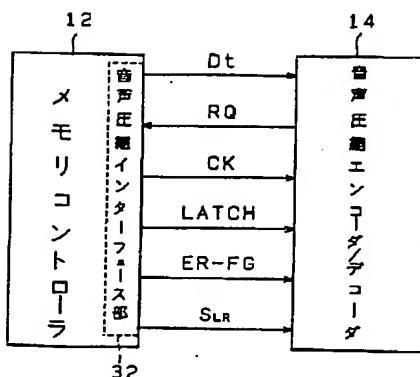 12
14
メモリコントローラ
音声圧縮インターフェース部
Dt
RQ
CK
LATCH
ER-FG
SLR
音声圧縮エンコーダ/デコーダ
32